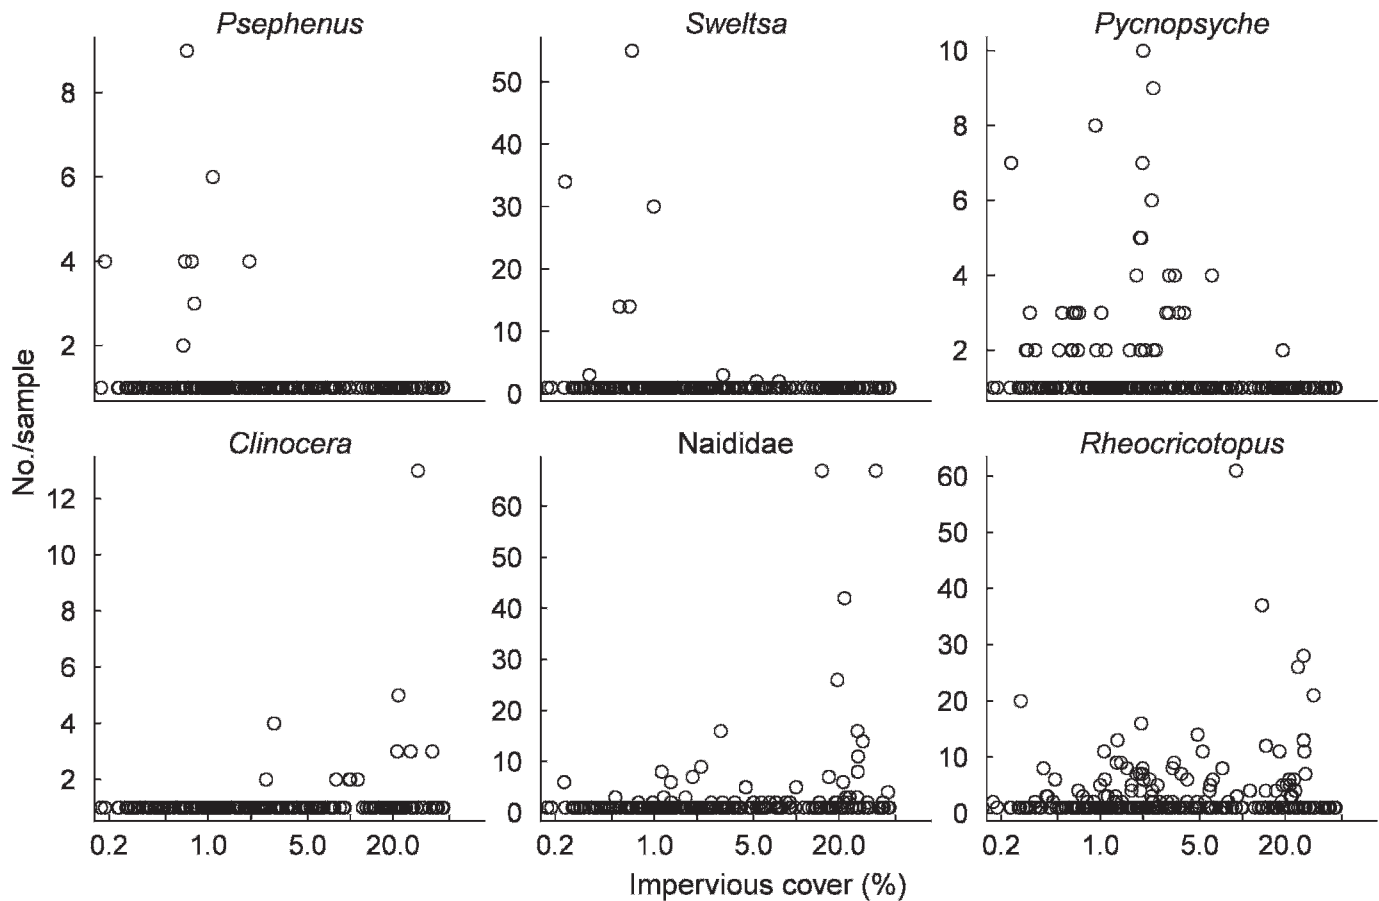 Psephenus Sweltsa Pycnopsyche
8 6 4 2
50 40 30 20 10 0
10 8 6 4 2
No./sample
Clinocera Naididae Rheocricotopus
12 10 8 6 4 2
60 50 40 30 20 10 0
60 50 40 30 20 10 0
0.2 1.0 5.0 20.0 0.2 1.0 5.0 20.0 0.2 1.0 5.0 20.0
Impervious cover (%)